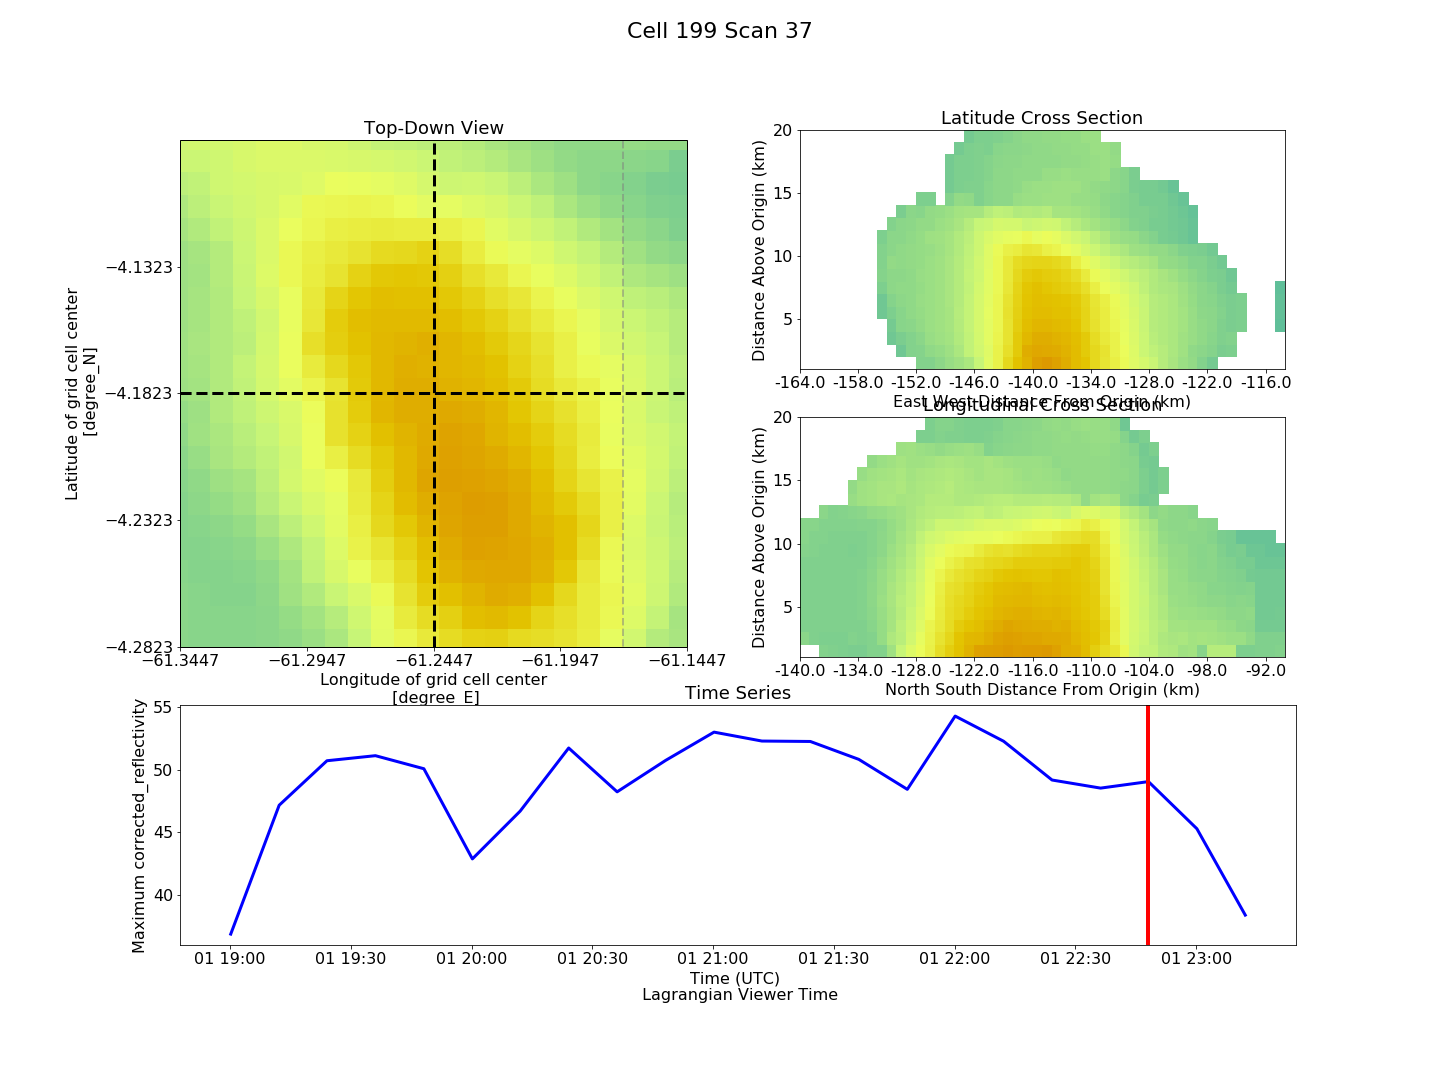 Cell 199 Scan 37
Top-Down View
−4.1323
−4.1823
−4.2323
−4.2823
Latitude of grid cell center
[degree_N]
−61.3447 −61.2947 −61.2447 −61.1947 −61.1447
Longitude of grid cell center
[degree_E]
Latitude Cross Section
20
15
10
5
Distance Above Origin (km)
-164.0 -158.0 -152.0 -146.0 -140.0 -134.0 -128.0 -122.0 -116.0
East West Distance From Origin (km)
Longitudinal Cross Section
20
15
10
5
Distance Above Origin (km)
-140.0 -134.0 -128.0 -122.0 -116.0 -110.0 -104.0 -98.0 -92.0
North South Distance From Origin (km)
Time Series
55
50
45
40
Maximum corrected_reflectivity
01 19:00 01 19:30 01 20:00 01 20:30 01 21:00 01 21:30 01 22:00 01 22:30 01 23:00
Time (UTC)
Lagrangian Viewer Time